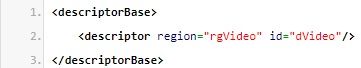 1. <descriptorBase>
2.     <descriptor region="rgVideo" id="dVideo"/>
3. </descriptorBase>